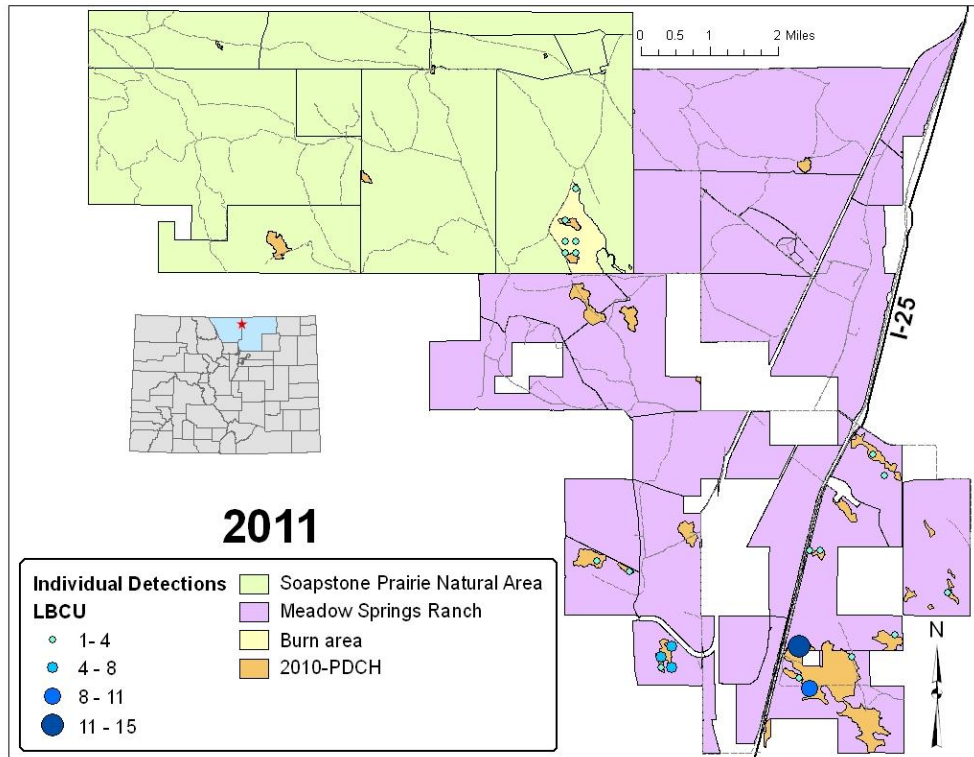 0 0.5 1 2 Miles
I-25
2011
Individual Detections
LBCU
1- 4
4 - 8
8 - 11
11 - 15
Soapstone Prairie Natural Area
Meadow Springs Ranch
Burn area
2010-PDCH
N